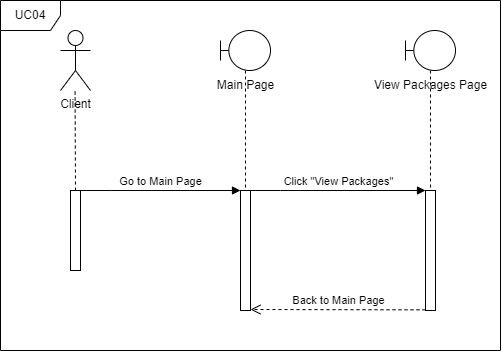 UC04
Client
Main Page
View Packages Page
Go to Main Page
Click "View Packages"
Back to Main Page